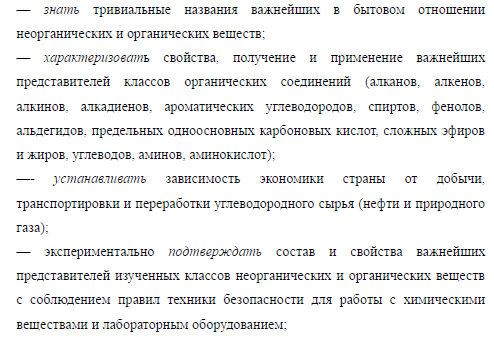 — знать тривиальные названия важнейших в бытовом отношении
неорганических и органических веществ;
— характеризовать свойства, получение и применение важнейших
представителей классов органических соединений (алканов, алкенов,
алкинов, алкадиенов, ароматических углеводородов, спиртов, фенолов,
альдегидов, предельных одноосновных карбоновых кислот, сложных эфиров
и жиров, углеводов, аминов, аминокислот);
—- устанавливать зависимость экономики страны от добычи,
транспортировки и переработки углеводородного сырья (нефти и природного
газа);
— экспериментально подтверждать состав и свойства важнейших
представителей изученных классов неорганических и органических веществ
с соблюдением правил техники безопасности для работы с химическими
веществами и лабораторным оборудованием;